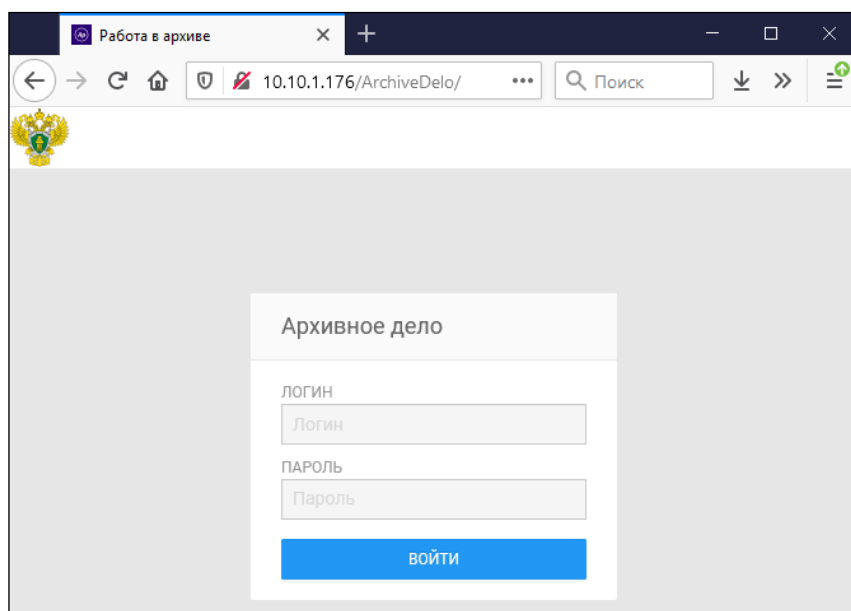 Работа в архиве
10.10.1.176/ArchiveDelo/
Поиск
Архивное дело
ЛОГИН
Логин
ПАРОЛЬ
Пароль
ВОЙТИ